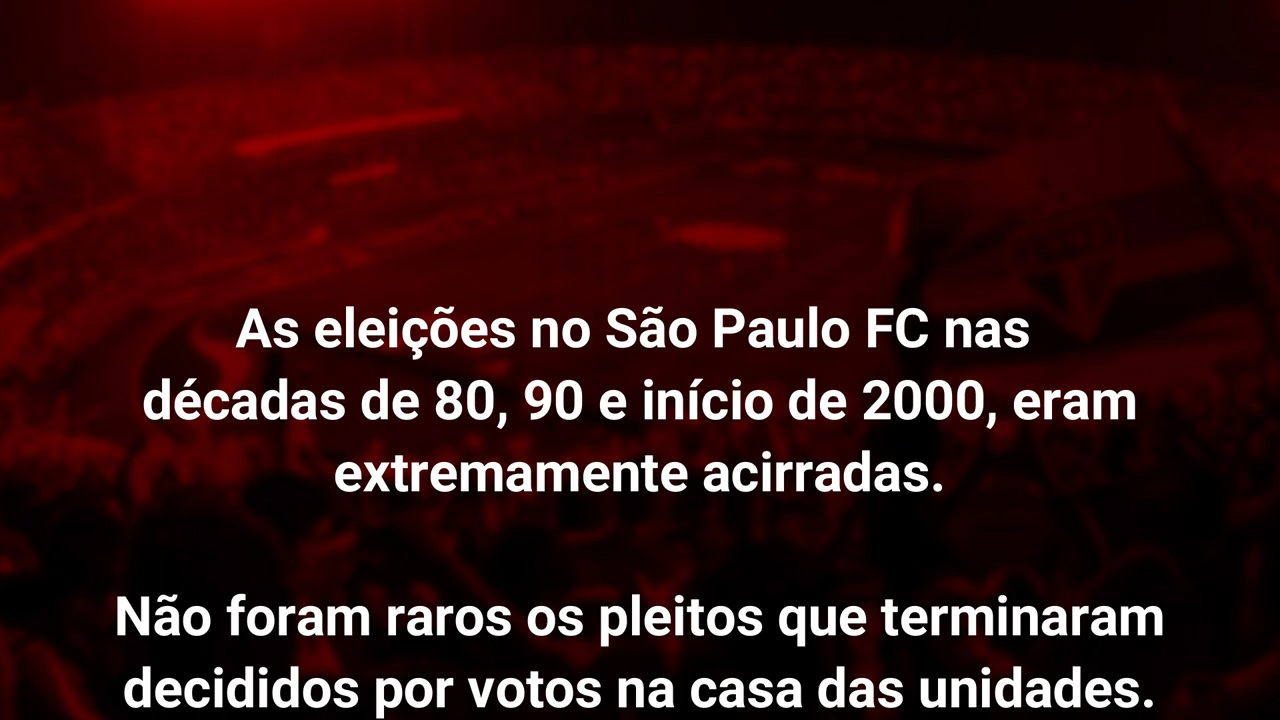 As eleições no São Paulo FC nas
décadas de 80, 90 e início de 2000, eram
extremamente acirradas.
Não foram raros os pleitos que terminaram
decididos por votos na casa das unidades.